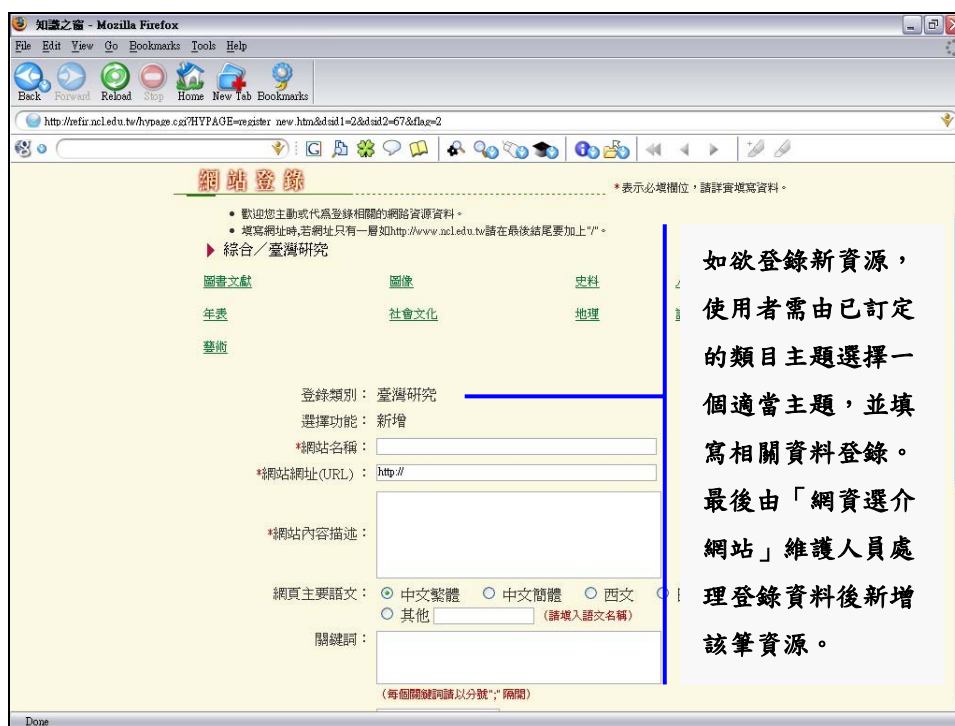 知識之窗 - Mozilla Firefox
File Edit View Go Bookmarks Tools Help
Back Forward Reload Stop Home New Tab Bookmarks
http://refir.ncl.edu.tw/hypage.cgi?HYPAGE=register_new.htm&dsid1=2&dsid2=67&flag=2
網站登錄
*表示必填欄位，請詳實填寫資料。
• 歡迎您主動或代為登錄相關的網路資源資料。
• 填寫網址時,若網址只有一層如http://www.ncl.edu.tw請在最後結尾要加上"/"。
綜合／臺灣研究
圖書文獻 圖像 史料
年表 社會文化 地理
藝術
登錄類別： 臺灣研究
選擇功能： 新增
*網站名稱：
*網站網址(URL)： http://
*網站內容描述：
網頁主要語文： 中文繁體 中文簡體 西文
其他 (請填入語文名稱)
關鍵詞：
(每個關鍵詞請以分號";"隔開)
如欲登錄新資源，
使用者需由已訂定
的類目主題選擇一
個適當主題，並填
寫相關資料登錄。
最後由「網資選介
網站」維護人員處
理登錄資料後新增
該筆資源。
Done